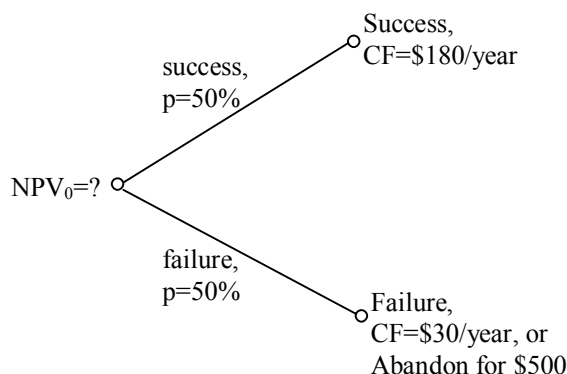 Success,
CF=$180/year
success,
p=50%
NPV₀=?
failure,
p=50%
Failure,
CF=$30/year, or
Abandon for $500